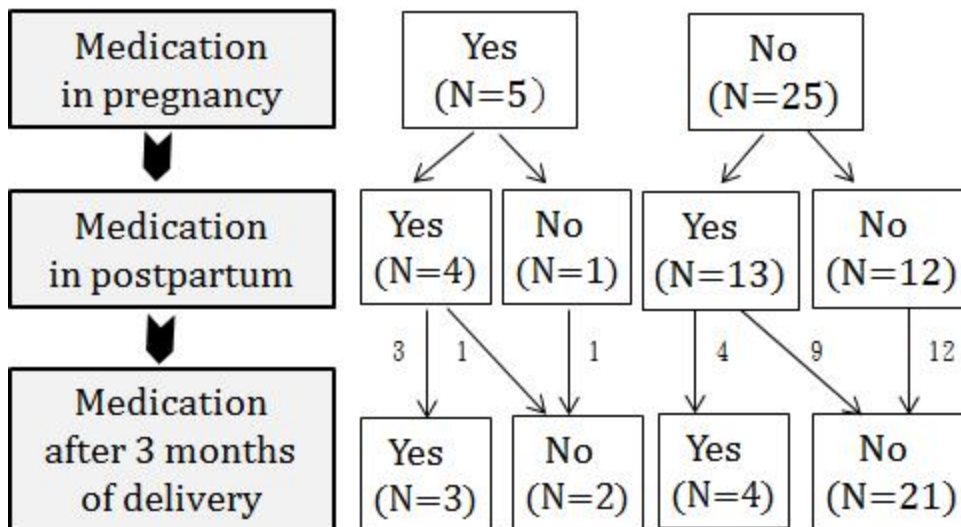 Medication
in pregnancy
Yes
(N=5)
No
(N=25)
Medication
in postpartum
Yes
(N=4)
No
(N=1)
Yes
(N=13)
No
(N=12)
3
1
1
4
9
12
Medication
after 3 months
of delivery
Yes
(N=3)
No
(N=2)
Yes
(N=4)
No
(N=21)